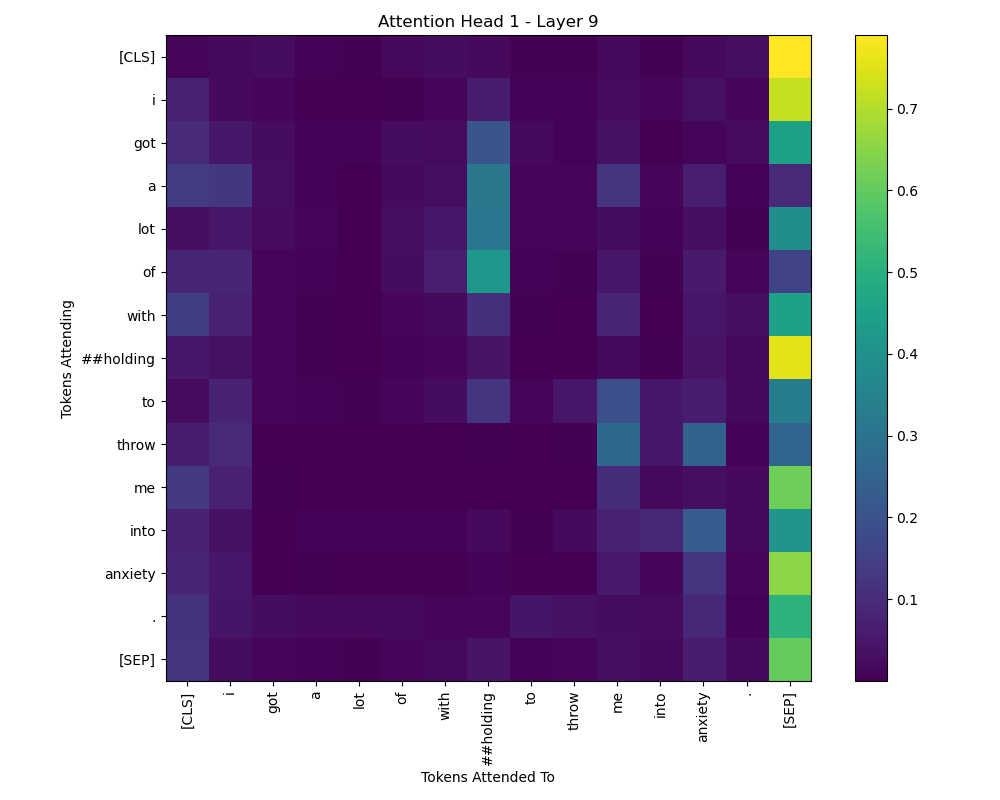 Attention Head 1 - Layer 9
[CLS]
i
got
a
lot
of
with
##holding
to
throw
me
into
anxiety
.
[SEP]
Tokens Attending
[CLS]
i
got
a
lot
of
with
##holding
to
throw
me
into
anxiety
.
[SEP]
Tokens Attended To
0.7
0.6
0.5
0.4
0.3
0.2
0.1